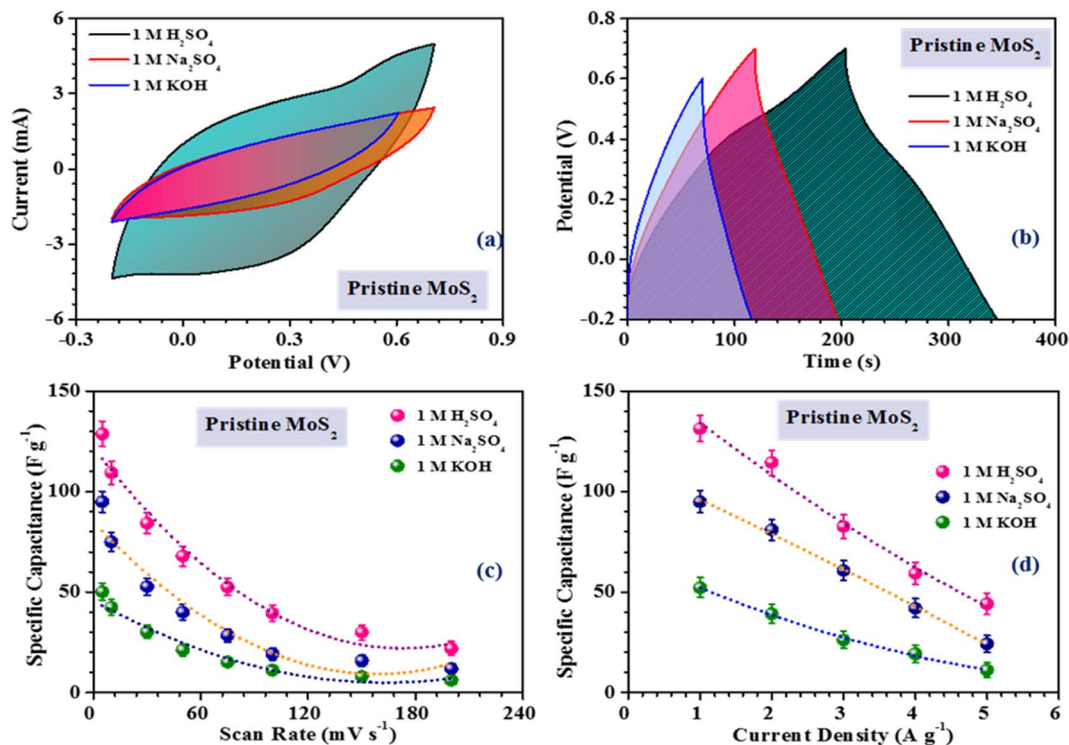 6
3
0
-3
-6
-0.3
0.0
0.3
0.6
0.9
Current (mA)
Potential (V)
1 M H₂SO₄
1 M Na₂SO₄
1 M KOH
(a)
Pristine MoS₂
0.8
0.6
0.4
0.2
0.0
-0.2
0
100
200
300
400
Potential (V)
Time (s)
Pristine MoS₂
1 M H₂SO₄
1 M Na₂SO₄
1 M KOH
(b)
150
100
50
0
0
60
120
180
240
Specific Capacitance (F g⁻¹)
Scan Rate (mV s⁻¹)
Pristine MoS₂
1 M H₂SO₄
1 M Na₂SO₄
1 M KOH
(c)
150
100
50
0
0
1
2
3
4
5
6
Specific Capacitance (F g⁻¹)
Current Density (A g⁻¹)
Pristine MoS₂
1 M H₂SO₄
1 M Na₂SO₄
1 M KOH
(d)